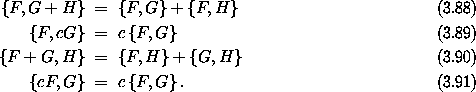 {F, G + H} = {F, G} + {F, H} (3.88)
{F, cG} = c {F, G} (3.89)
{F + G, H} = {F, H} + {G, H} (3.90)
{cF, G} = c {F, G} . (3.91)